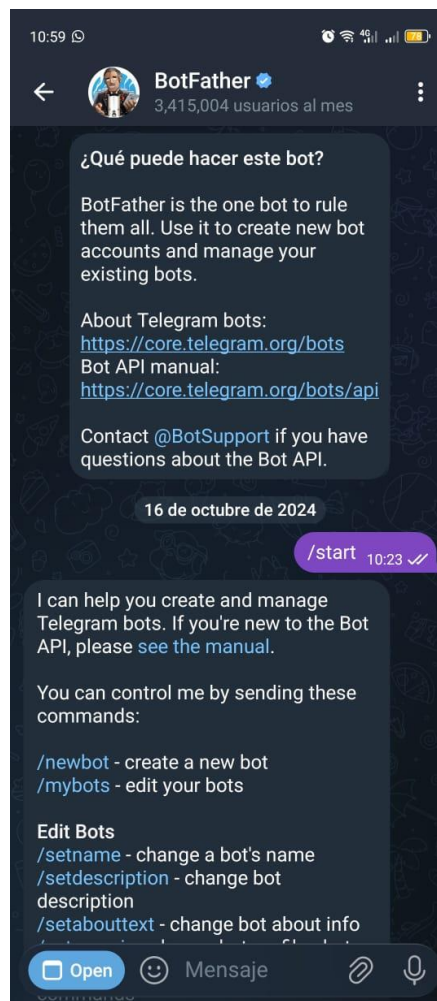 10:59
4G
78
BotFather
3,415,004 usuarios al mes
¿Qué puede hacer este bot?
BotFather is the one bot to rule
them all. Use it to create new bot
accounts and manage your
existing bots.
About Telegram bots:
https://core.telegram.org/bots
Bot API manual:
https://core.telegram.org/bots/api
Contact @BotSupport if you have
questions about the Bot API.
16 de octubre de 2024
/start 10:23
I can help you create and manage
Telegram bots. If you're new to the Bot
API, please see the manual.
You can control me by sending these
commands:
/newbot - create a new bot
/mybots - edit your bots
Edit Bots
/setname - change a bot's name
/setdescription - change bot
description
/setabouttext - change bot about info
Open
Mensaje